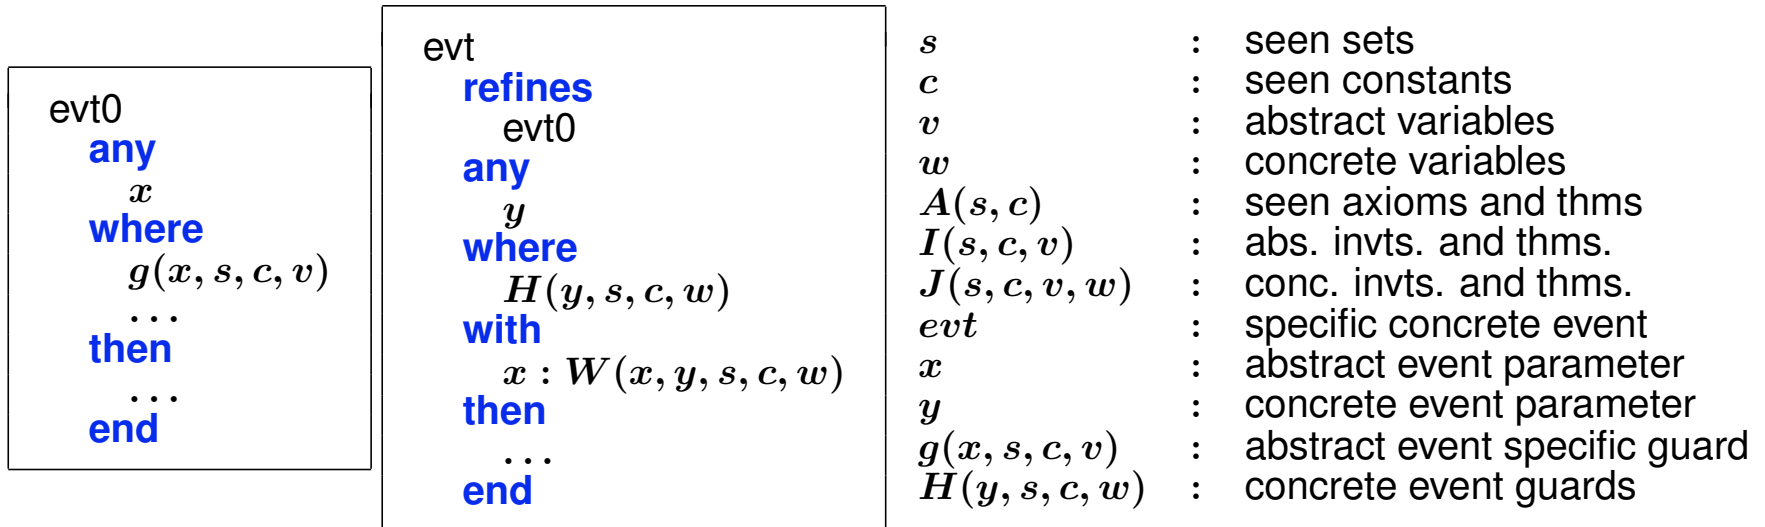 evt0
any
x
where
g(x, s, c, v)
. . .
then
. . .
end
evt
refines
evt0
any
y
where
H(y, s, c, w)
with
x : W(x, y, s, c, w)
then
. . .
end
s : seen sets
c : seen constants
v : abstract variables
w : concrete variables
A(s, c) : seen axioms and thms
I(s, c, v) : abs. invts. and thms.
J(s, c, v, w) : conc. invts. and thms.
evt : specific concrete event
x : abstract event parameter
y : concrete event parameter
g(x, s, c, v) : abstract event specific guard
H(y, s, c, w) : concrete event guards